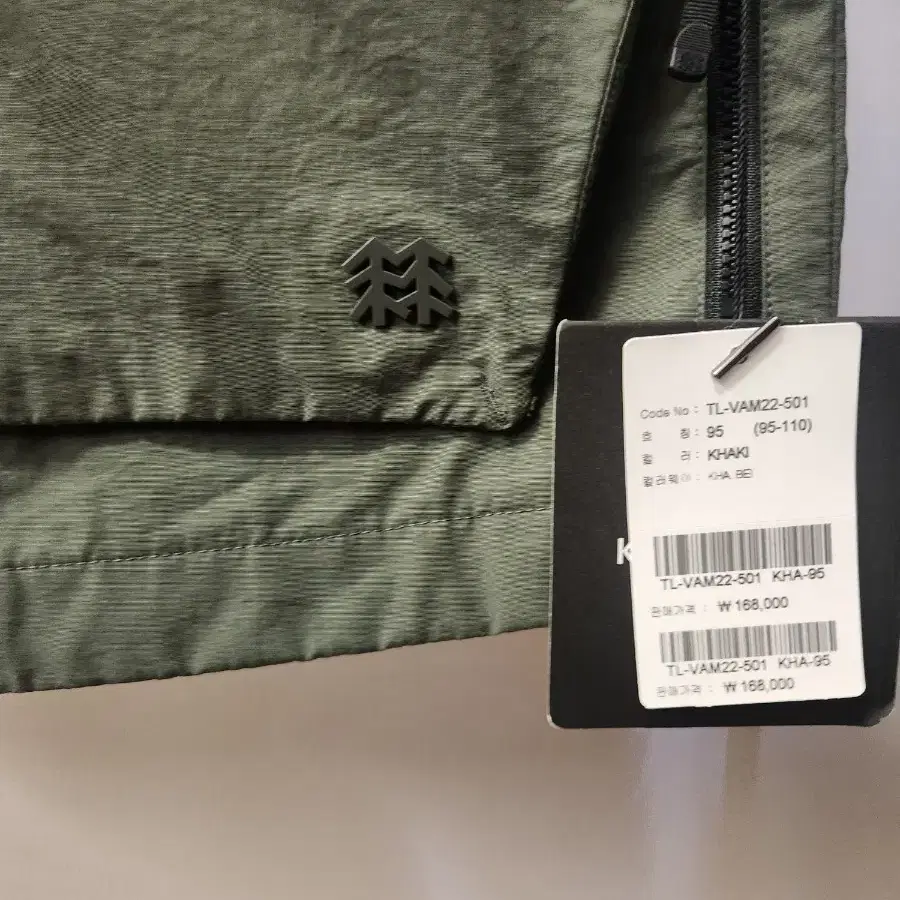 Code No : TL-VAM22-501
호 칭 : 95 (95-110)
컬 러 : KHAKI
컬러웨이 : KHA, BEI
K
TL-VAM22-501 KHA-95
판매가격 : ₩ 168,000
TL-VAM22-501 KHA-95
판매가격 : ₩ 168,000